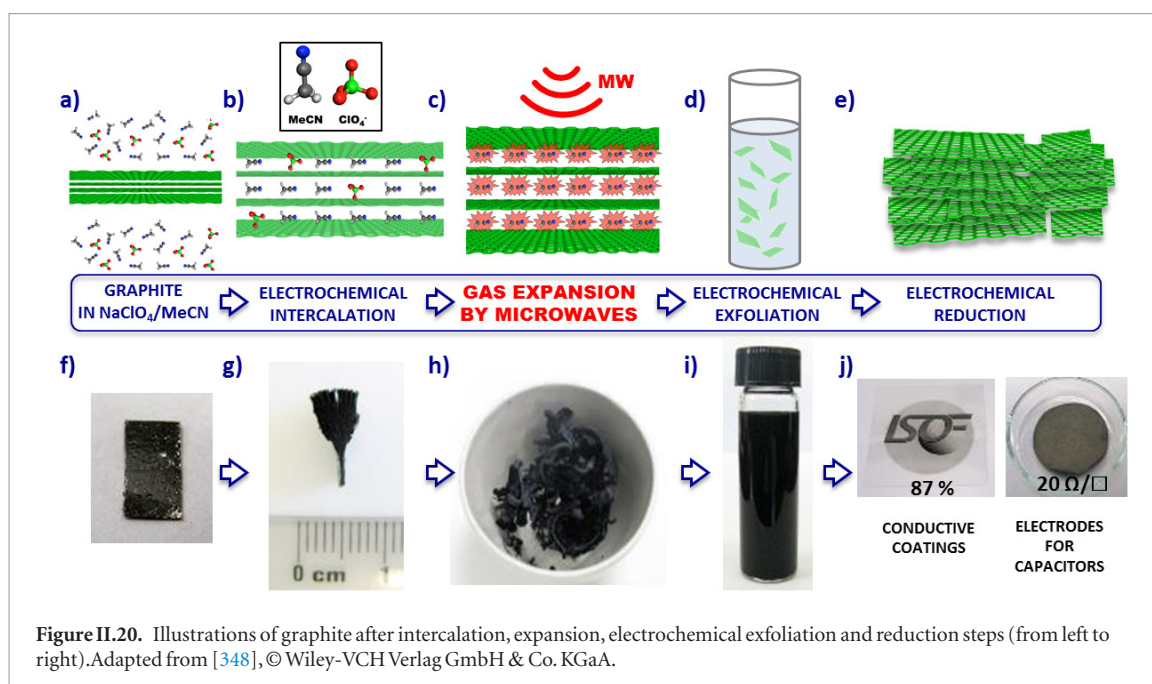 a)
b)
MeCN
ClO₄⁻
c)
MW
d)
e)
GRAPHITE
IN NaClO₄/MeCN
ELECTROCHEMICAL
INTERCALATION
GAS EXPANSION
BY MICROWAVES
ELECTROCHEMICAL
EXFOLIATION
ELECTROCHEMICAL
REDUCTION
f)
g)
0 cm 1
h)
i)
j)
ISOF
87 %
20 Ω/□
CONDUCTIVE
COATINGS
ELECTRODES
FOR
CAPACITORS
Figure II.20. Illustrations of graphite after intercalation, expansion, electrochemical exfoliation and reduction steps (from left to
right).Adapted from [348], © Wiley-VCH Verlag GmbH & Co. KGaA.